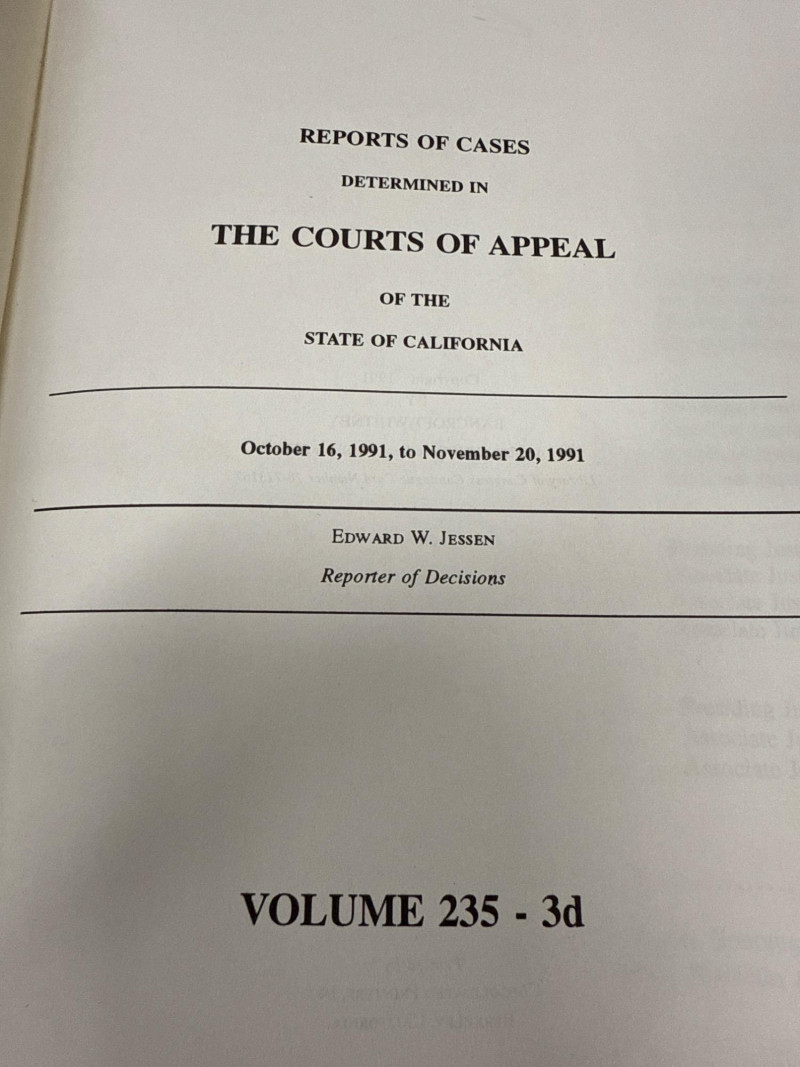 REPORTS OF CASES
DETERMINED IN
THE COURTS OF APPEAL
OF THE
STATE OF CALIFORNIA
October 16, 1991, to November 20, 1991
EDWARD W. JESSEN
Reporter of Decisions
VOLUME 235 - 3d